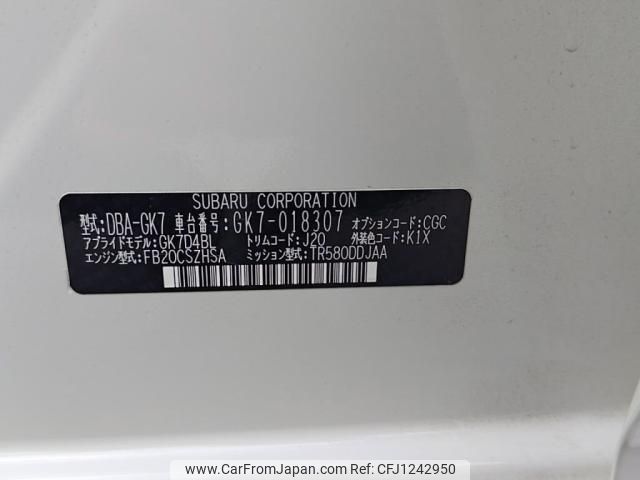 SUBARU CORPORATION
型式:DBA-GK7 車台番号:GK7-018307 オプションコード:CGC
アプライドモデル:GK7D4BL トリムコード:J20 外装色コード:K1X
エンジン型式:FB20CSZHSA ミッション型式:TR580DDJAA
© CarFromJapan www.CarFromJapan.com CFJ1242950